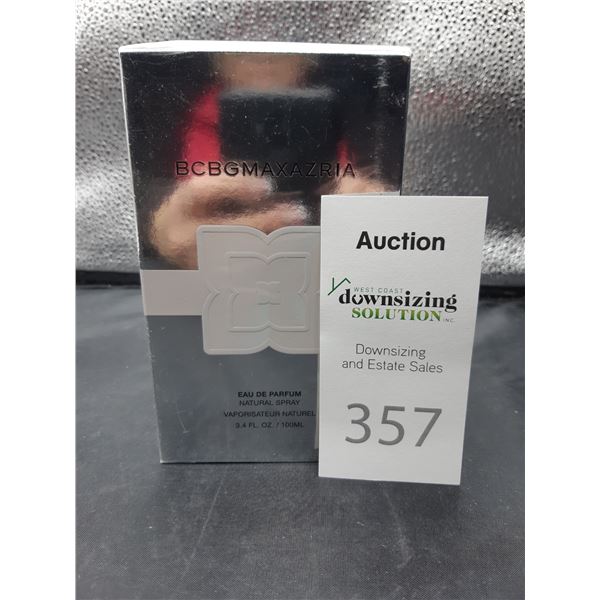 BCBGMAXAZRIA
EAU DE PARFUM
NATURAL SPRAY
VAPORISATEUR NATUREL
3.4 FL. OZ. / 100ML
Auction
WEST COAST
downsizing
SOLUTION INC.
Downsizing
and Estate Sales
357